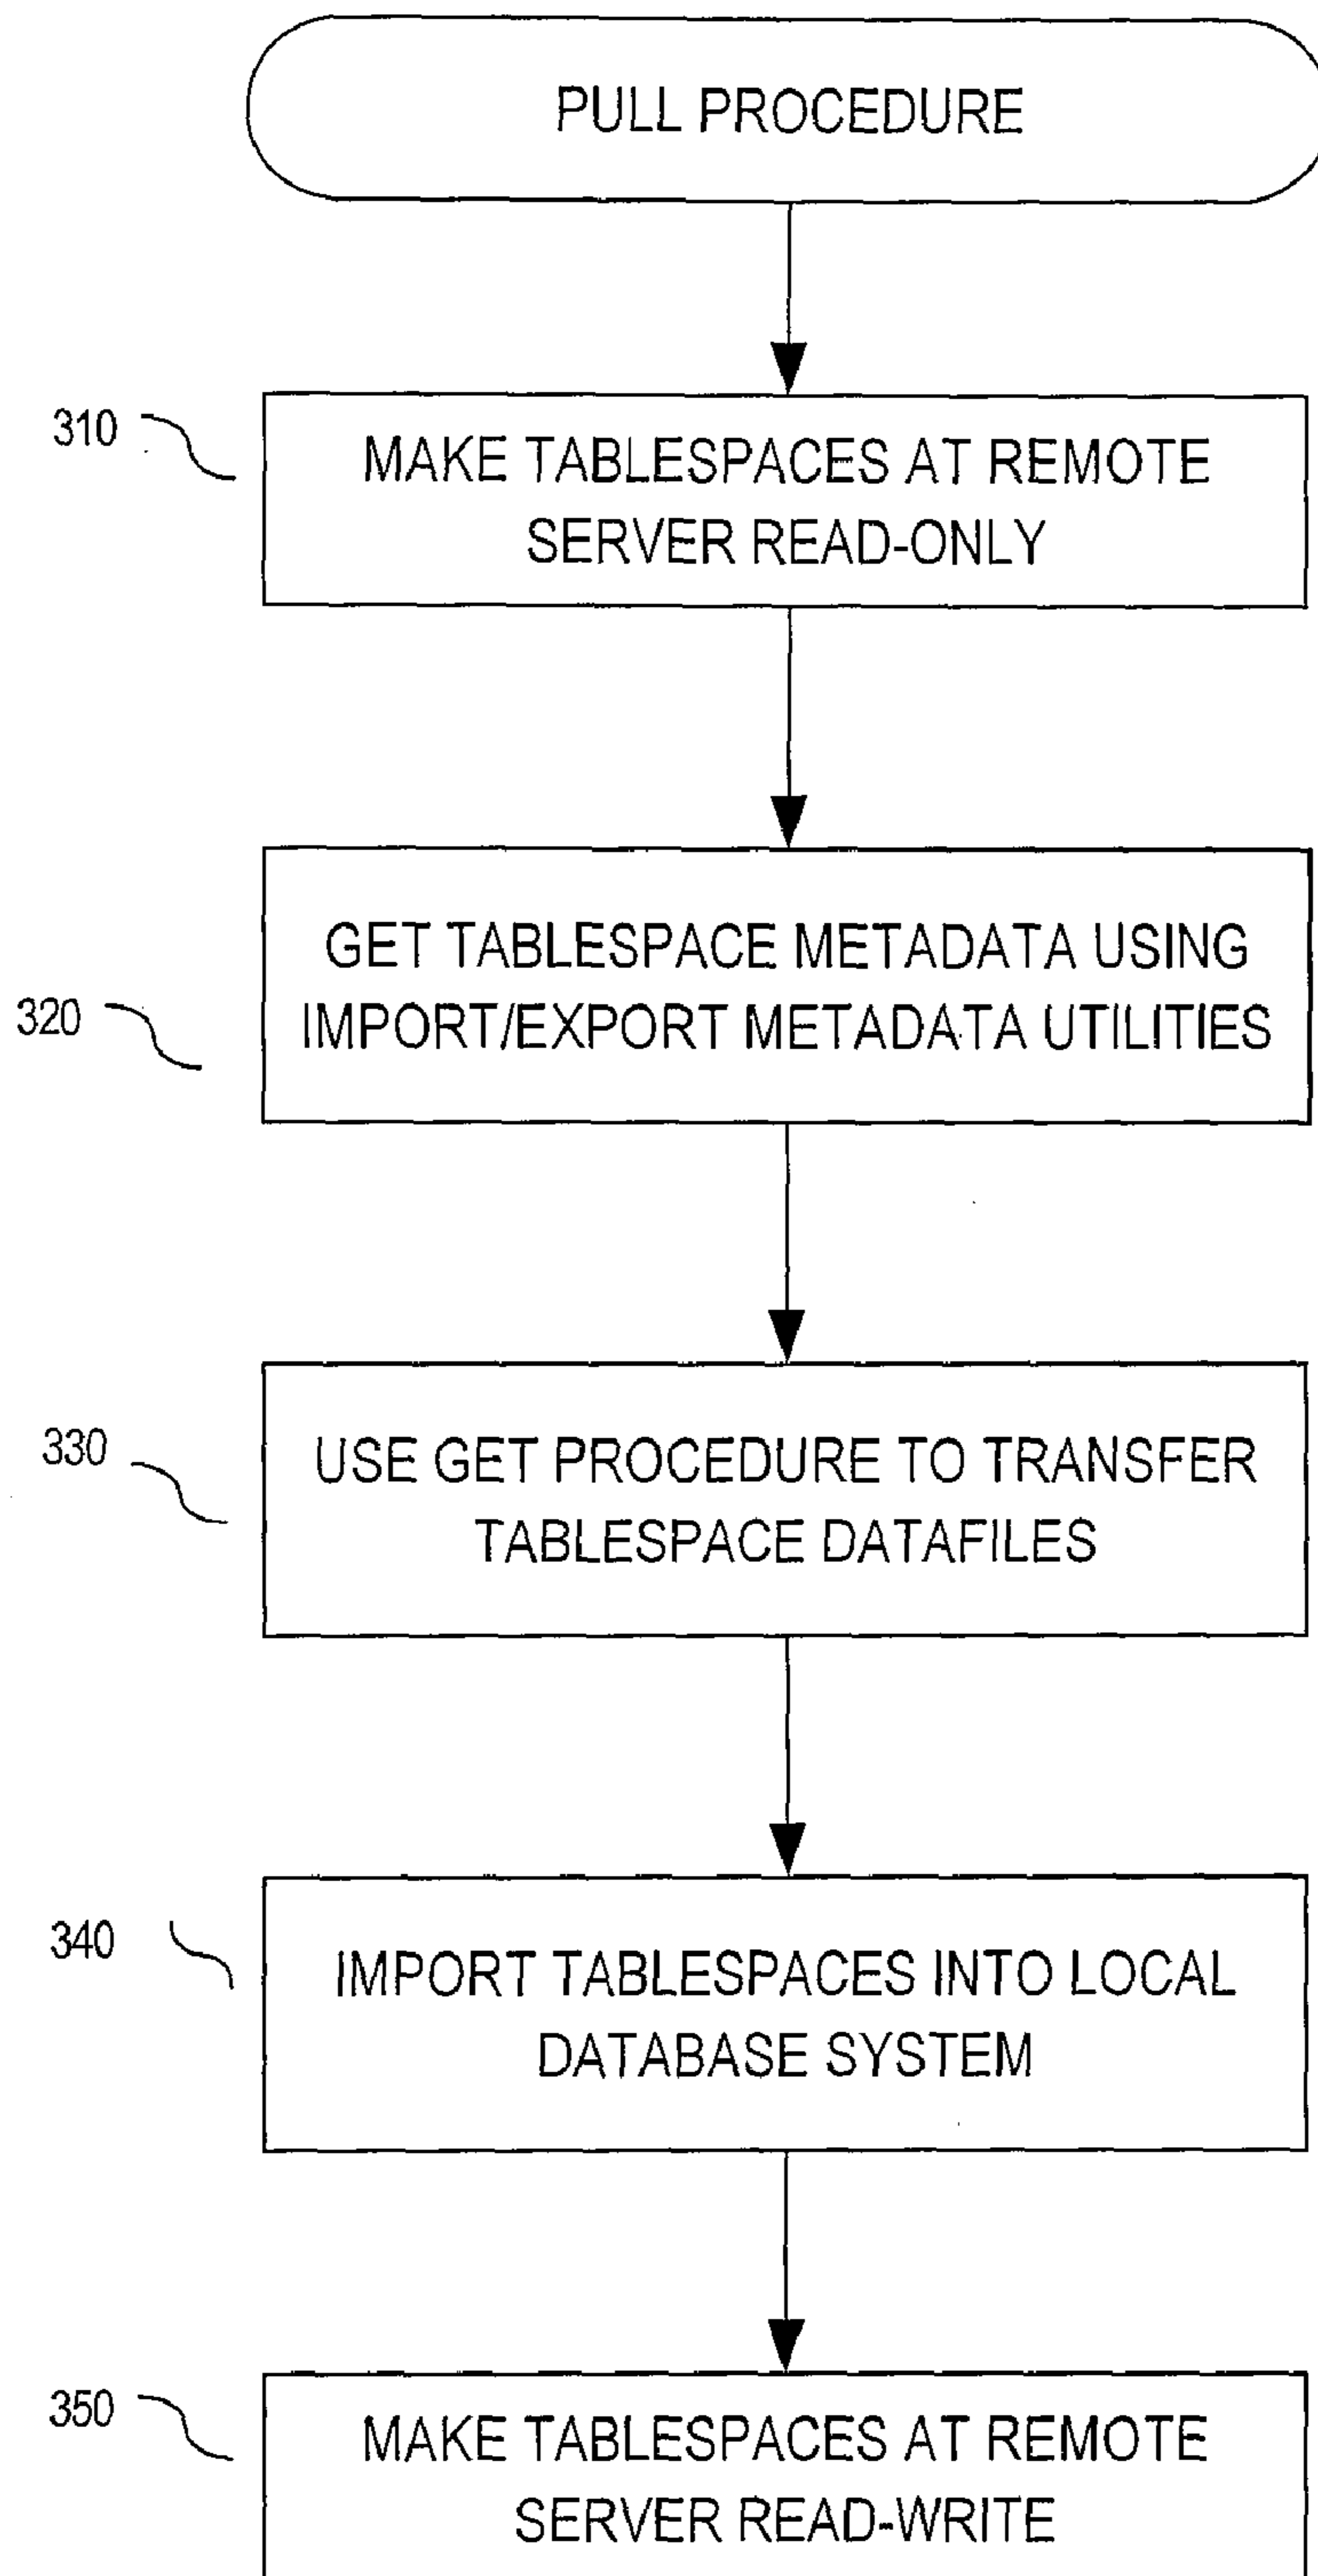 PULL PROCEDURE
310
MAKE TABLESPACES AT REMOTE
SERVER READ-ONLY
320
GET TABLESPACE METADATA USING
IMPORT/EXPORT METADATA UTILITIES
330
USE GET PROCEDURE TO TRANSFER
TABLESPACE DATAFILES
340
IMPORT TABLESPACES INTO LOCAL
DATABASE SYSTEM
350
MAKE TABLESPACES AT REMOTE
SERVER READ-WRITE